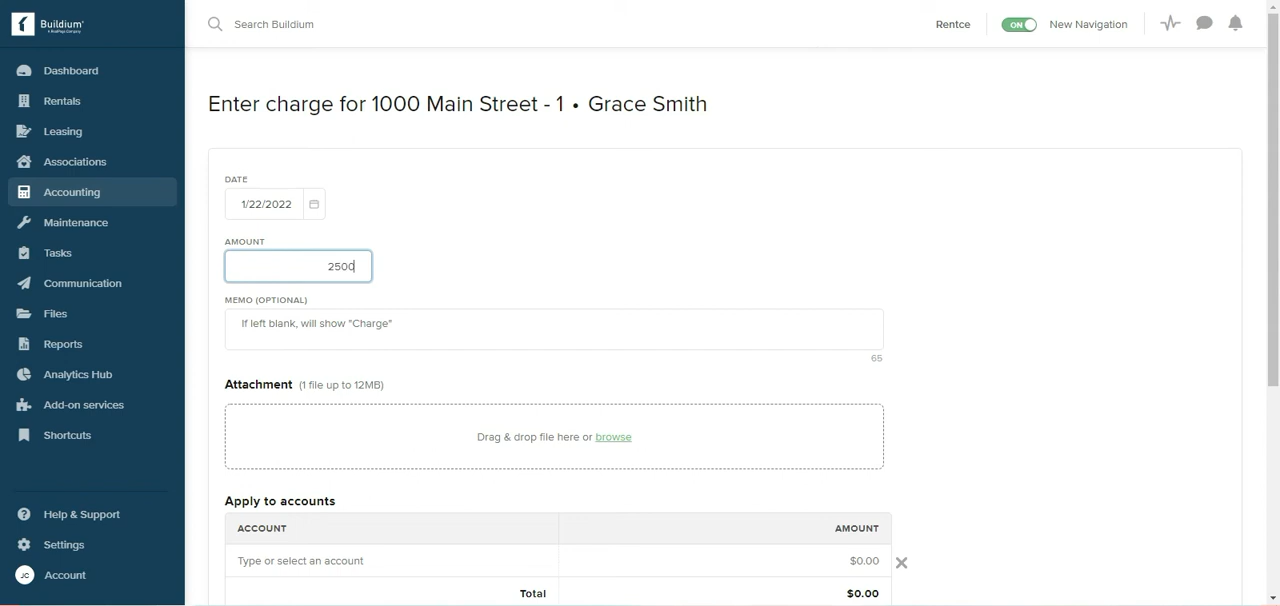 Buildium
A RealPage Company
Search Buildium
Rentce
ON
New Navigation
Dashboard
Rentals
Leasing
Associations
Accounting
Maintenance
Tasks
Communication
Files
Reports
Analytics Hub
Add-on services
Shortcuts
Help & Support
Settings
JC
Account
Enter charge for 1000 Main Street - 1 • Grace Smith
DATE
1/22/2022
AMOUNT
2500
MEMO (OPTIONAL)
If left blank, will show "Charge"
65
Attachment (1 file up to 12MB)
Drag & drop file here or browse
Apply to accounts
ACCOUNT AMOUNT
Type or select an account $0.00
Total $0.00